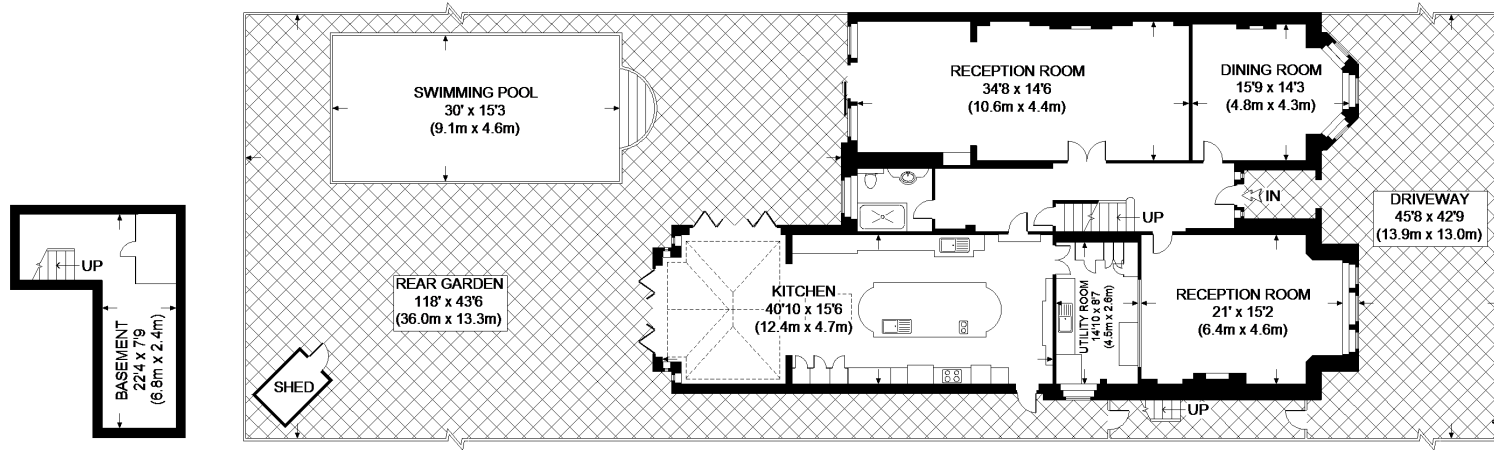 SWIMMING POOL
30' x 15'3
(9.1m x 4.6m)
RECEPTION ROOM
34'8 x 14'6
(10.6m x 4.4m)
DINING ROOM
15'9 x 14'3
(4.8m x 4.3m)
IN
DRIVEWAY
45'8 x 42'9
(13.9m x 13.0m)
UP
UP
BASEMENT
22'4 x 7'9
(6.8m x 2.4m)
REAR GARDEN
118' x 43'6
(36.0m x 13.3m)
SHED
KITCHEN
40'10 x 15'6
(12.4m x 4.7m)
UTILITY ROOM
14'10 x 8'7
(4.5m x 2.6m)
RECEPTION ROOM
21' x 15'2
(6.4m x 4.6m)
UP